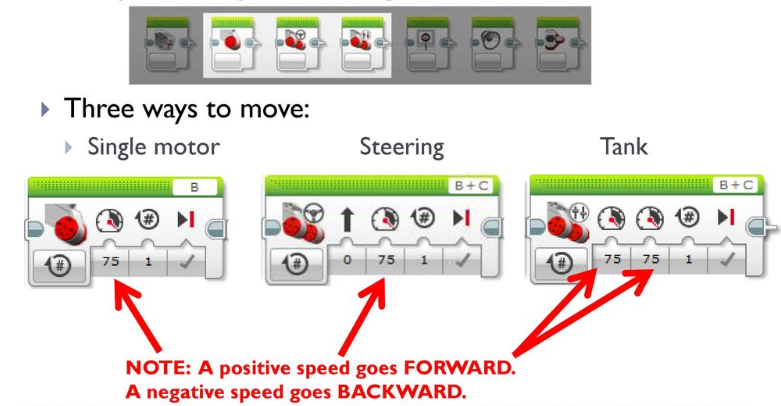 Three ways to move:
Single motor Steering Tank
B B+C B+C
# # #
# 75 1 # 0 75 1 # 75 75 1
NOTE: A positive speed goes FORWARD.
A negative speed goes BACKWARD.